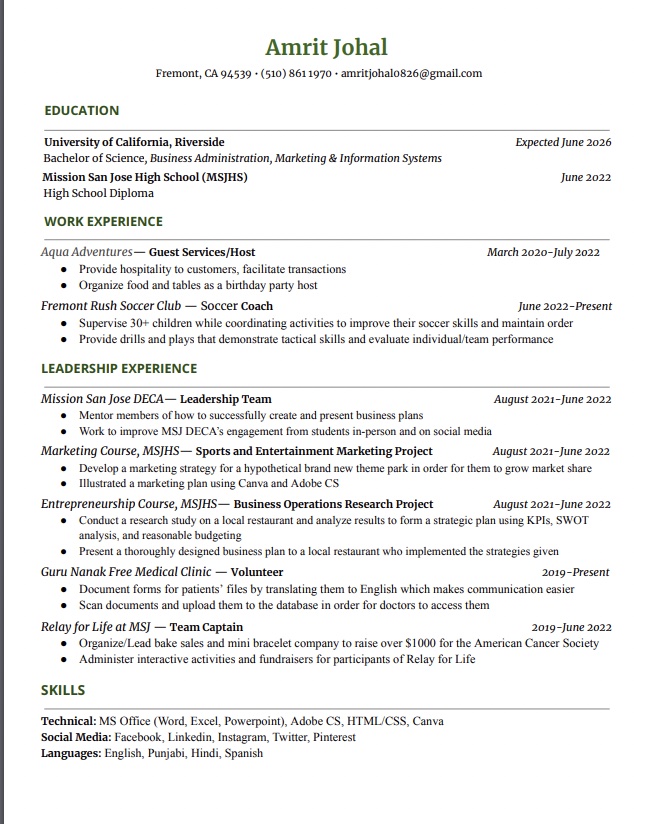 Amrit Johal
Fremont, CA 94539 • (510) 861 1970 • amritjohal0826@gmail.com
EDUCATION
University of California, Riverside Expected June 2026
Bachelor of Science, Business Administration, Marketing & Information Systems
Mission San Jose High School (MSJHS) June 2022
High School Diploma
WORK EXPERIENCE
Aqua Adventures— Guest Services/Host March 2020-July 2022
● Provide hospitality to customers, facilitate transactions
● Organize food and tables as a birthday party host
Fremont Rush Soccer Club — Soccer Coach June 2022-Present
● Supervise 30+ children while coordinating activities to improve their soccer skills and maintain order
● Provide drills and plays that demonstrate tactical skills and evaluate individual/team performance
LEADERSHIP EXPERIENCE
Mission San Jose DECA— Leadership Team August 2021-June 2022
● Mentor members of how to successfully create and present business plans
● Work to improve MSJ DECA's engagement from students in-person and on social media
Marketing Course, MSJHS— Sports and Entertainment Marketing Project August 2021-June 2022
● Develop a marketing strategy for a hypothetical brand new theme park in order for them to grow market share
● Illustrated a marketing plan using Canva and Adobe CS
Entrepreneurship Course, MSJHS— Business Operations Research Project August 2021-June 2022
● Conduct a research study on a local restaurant and analyze results to form a strategic plan using KPIs, SWOT
analysis, and reasonable budgeting
● Present a thoroughly designed business plan to a local restaurant who implemented the strategies given
Guru Nanak Free Medical Clinic — Volunteer 2019-Present
● Document forms for patients' files by translating them to English which makes communication easier
● Scan documents and upload them to the database in order for doctors to access them
Relay for Life at MSJ — Team Captain 2019-June 2022
● Organize/Lead bake sales and mini bracelet company to raise over $1000 for the American Cancer Society
● Administer interactive activities and fundraisers for participants of Relay for Life
SKILLS
Technical: MS Office (Word, Excel, Powerpoint), Adobe CS, HTML/CSS, Canva
Social Media: Facebook, Linkedin, Instagram, Twitter, Pinterest
Languages: English, Punjabi, Hindi, Spanish